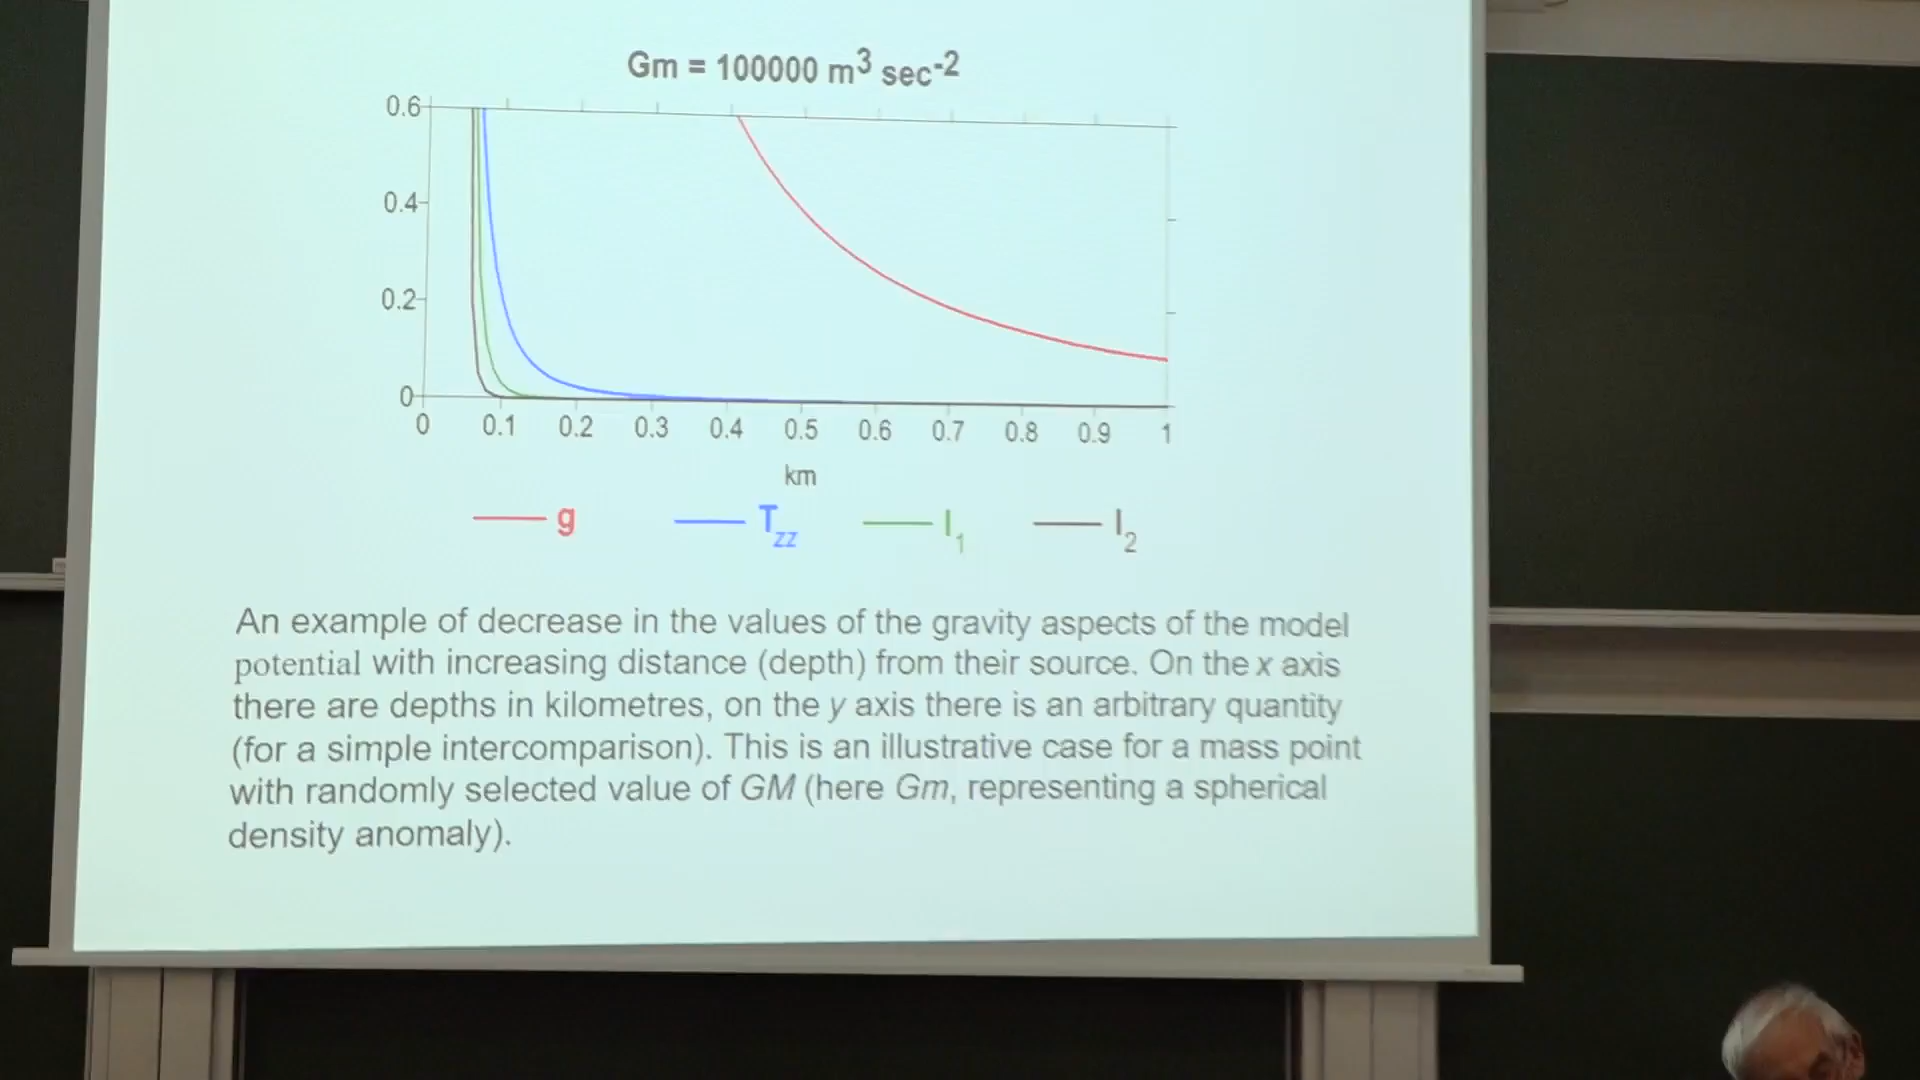 Gm = 100000 m³ sec⁻²
0.6
0.4
0.2
0
0 0.1 0.2 0.3 0.4 0.5 0.6 0.7 0.8 0.9 1
km
g T_zz I_1 I_2
An example of decrease in the values of the gravity aspects of the model
potential with increasing distance (depth) from their source. On the x axis
there are depths in kilometres, on the y axis there is an arbitrary quantity
(for a simple intercomparison). This is an illustrative case for a mass point
with randomly selected value of GM (here Gm, representing a spherical
density anomaly).